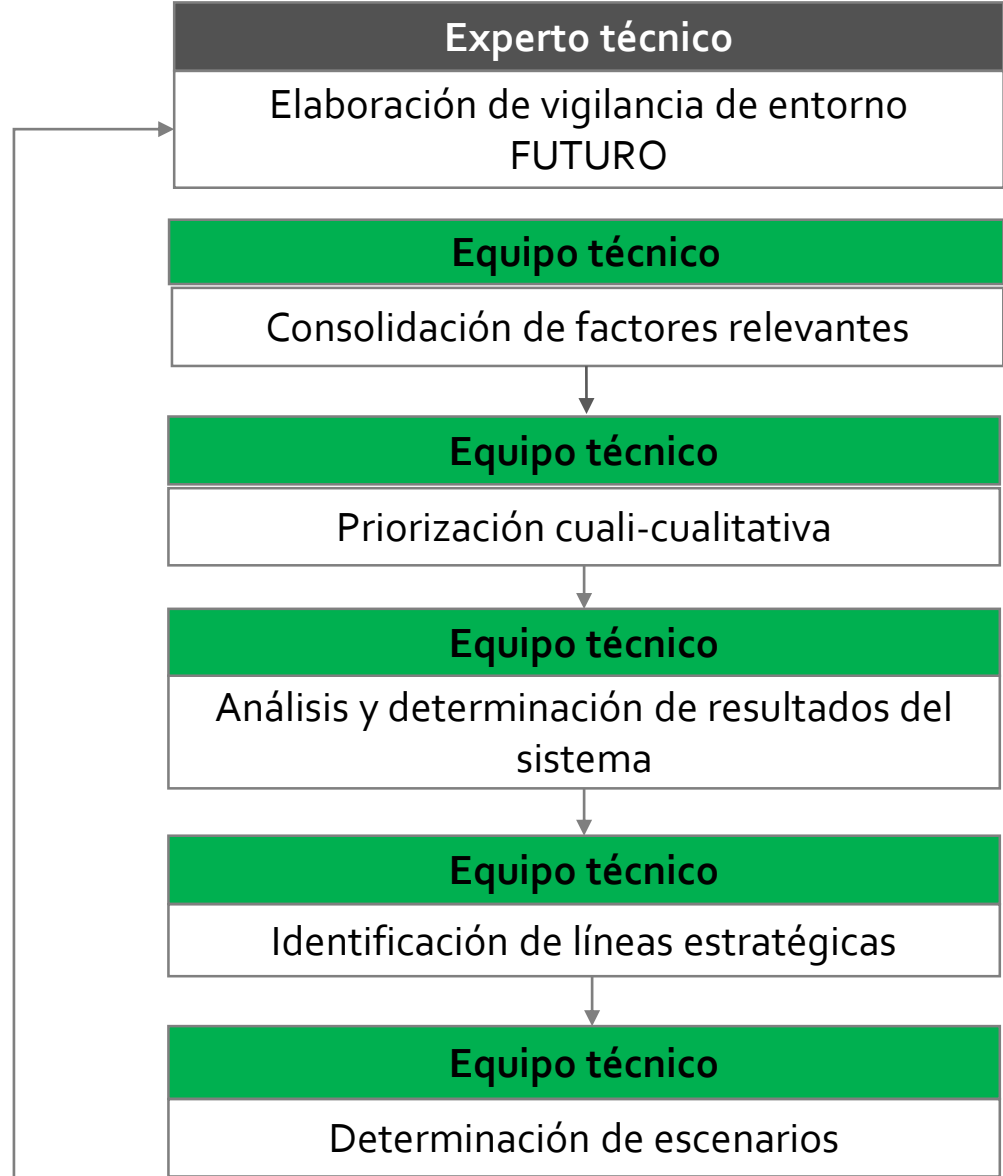 Experto técnico
Elaboración de vigilancia de entorno
FUTURO
Equipo técnico
Consolidación de factores relevantes
Equipo técnico
Priorización cuali-cualitativa
Equipo técnico
Análisis y determinación de resultados del
sistema
Equipo técnico
Identificación de líneas estratégicas
Equipo técnico
Determinación de escenarios